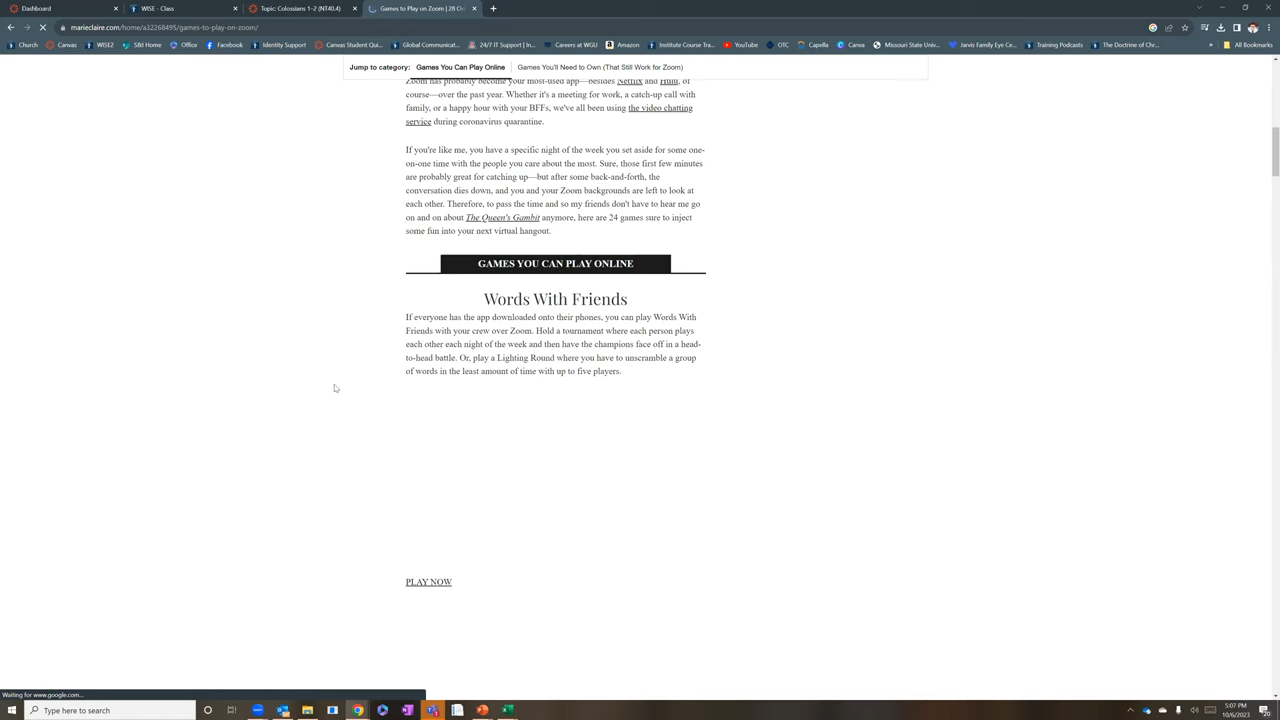 Dashboard
WISE - Class
Topic: Colossians 1–2 (NT40.4)
Games to Play on Zoom | 28 On
marieclaire.com/home/a32268495/games-to-play-on-zoom/
Church
Canvas
WISE2
S&I Home
Office
Facebook
Identity Support
Canvas Student Qui...
Global Communicat...
24/7 IT Support | In...
Careers at WGU
Amazon
Institute Course Tra...
YouTube
OTC
Capella
Canva
Missouri State Univ...
Jarvis Family Eye Ce...
Training Podcasts
The Doctrine of Chr...
All Bookmarks
Jump to category: Games You Can Play Online Games You'll Need to Own (That Still Work for Zoom)
Zoom has probably become your most-used app—besides Netflix and Hulu, of
course—over the past year. Whether it's a meeting for work, a catch-up call with
family, or a happy hour with your BFFs, we've all been using the video chatting
service during coronavirus quarantine.
If you're like me, you have a specific night of the week you set aside for some one-
on-one time with the people you care about the most. Sure, those first few minutes
are probably great for catching up—but after some back-and-forth, the
conversation dies down, and you and your Zoom backgrounds are left to look at
each other. Therefore, to pass the time and so my friends don't have to hear me go
on and on about The Queen's Gambit anymore, here are 24 games sure to inject
some fun into your next virtual hangout.
GAMES YOU CAN PLAY ONLINE
Words With Friends
If everyone has the app downloaded onto their phones, you can play Words With
Friends with your crew over Zoom. Hold a tournament where each person plays
each other each night of the week and then have the champions face off in a head-
to-head battle. Or, play a Lighting Round where you have to unscramble a group
of words in the least amount of time with up to five players.
PLAY NOW
Waiting for www.google.com...
Type here to search
5:07 PM
10/6/2023
20